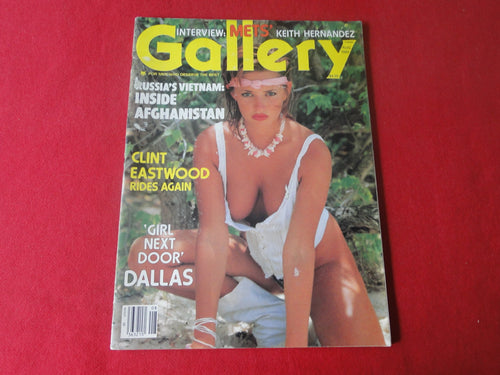 INTERVIEW: METS' KEITH HERNANDEZ
Gallery
FOR MEN WHO DESERVE THE BEST
RUSSIA'S VIETNAM:
INSIDE
AFGHANISTAN
CLINT
EASTWOOD
RIDES AGAIN
'GIRL
NEXT
DOOR'
DALLAS
08